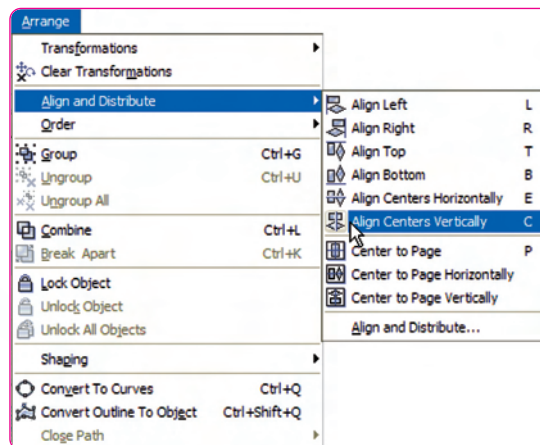 Arrange
Transformations
Clear Transformations
Align and Distribute
Order
Group Ctrl+G
Ungroup Ctrl+U
Ungroup All
Combine Ctrl+L
Break Apart Ctrl+K
Lock Object
Unlock Object
Unlock All Objects
Shaping
Convert To Curves Ctrl+Q
Convert Outline To Object Ctrl+Shift+Q
Close Path
Align Left L
Align Right R
Align Top T
Align Bottom B
Align Centers Horizontally E
Align Centers Vertically C
Center to Page P
Center to Page Horizontally
Center to Page Vertically
Align and Distribute...